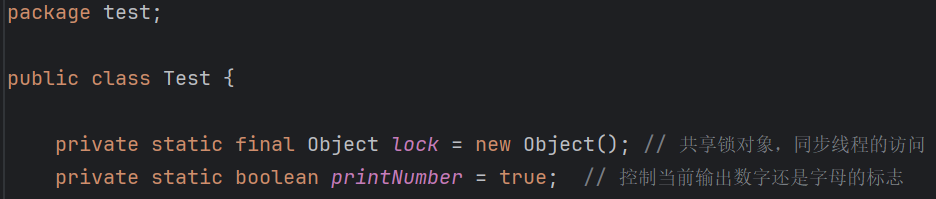 package test;
public class Test {
private static final Object lock = new Object(); // 共享锁对象，同步线程的访问
private static boolean printNumber = true;  // 控制当前输出数字还是字母的标志